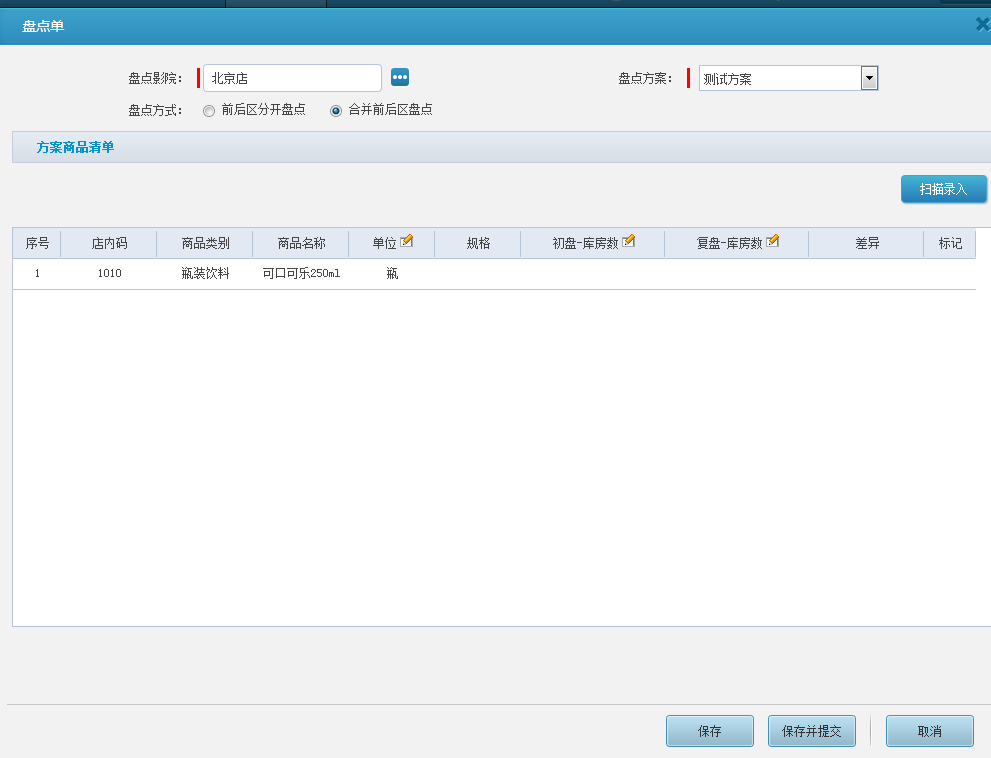 盘点单
盘点影院： 北京店 盘点方案： 测试方案
盘点方式： 前后区分开盘点 合并前后区盘点
方案商品清单
扫描录入
序号 店内码 商品类别 商品名称 单位 规格 初盘-库房数 复盘-库房数 差异 标记
1 1010 瓶装饮料 可口可乐250ml 瓶
保存 保存并提交 取消